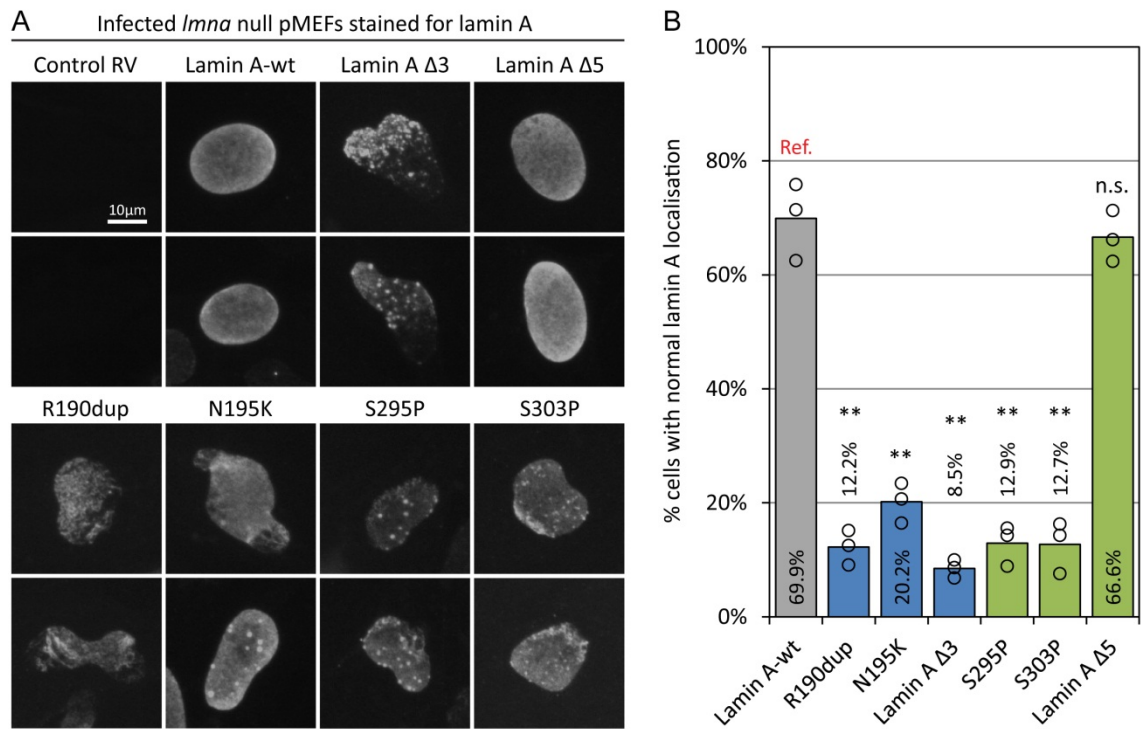 A
Infected lmna null pMEFs stained for lamin A
Control RV
Lamin A-wt
Lamin A Δ3
Lamin A Δ5
10μm
R190dup
N195K
S295P
S303P
B
% cells with normal lamin A localisation
100%
80%
60%
40%
20%
0%
Ref.
69.9%
**
12.2%
**
20.2%
**
8.5%
**
12.9%
**
12.7%
n.s.
66.6%
Lamin A-wt
R190dup
N195K
Lamin A Δ3
S295P
S303P
Lamin A Δ5